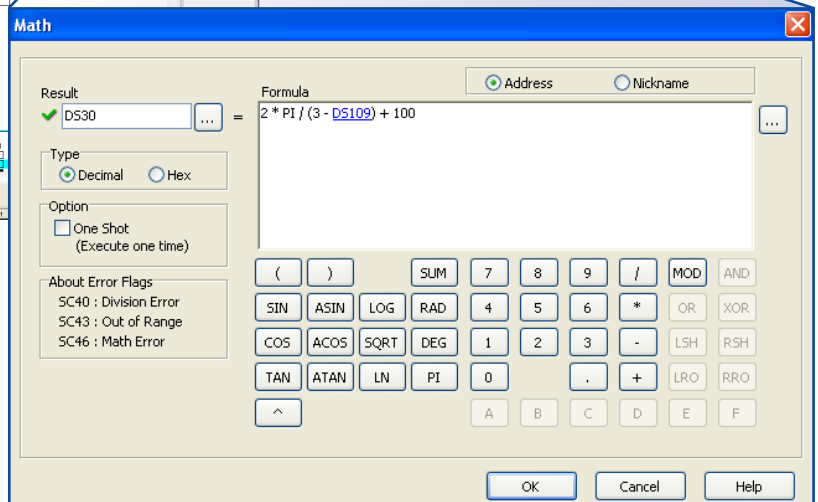 Math
Address Nickname
Result Formula
DS30 ... = 2 * PI / (3 - DS109) + 100 ...
Type
Decimal Hex
Option
One Shot
(Execute one time)
About Error Flags
SC40 : Division Error
SC43 : Out of Range
SC46 : Math Error
( ) SUM 7 8 9 / MOD AND
SIN ASIN LOG RAD 4 5 6 * OR XOR
COS ACOS SQRT DEG 1 2 3 - LSH RSH
TAN ATAN LN PI 0 . + LRO RRO
^ A B C D E F
OK Cancel Help